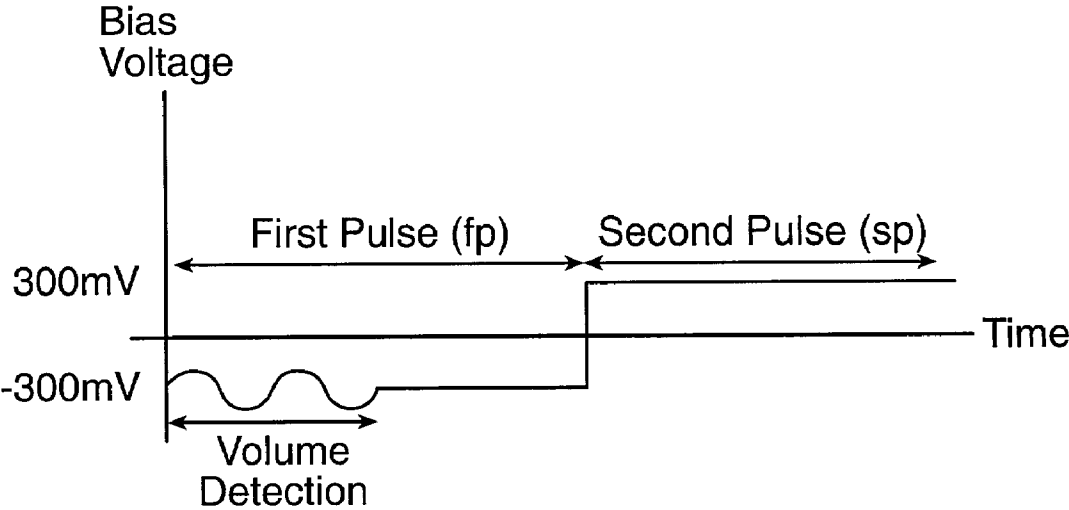 Bias
Voltage
First Pulse (fp)
Second Pulse (sp)
300mV
Time
-300mV
Volume
Detection